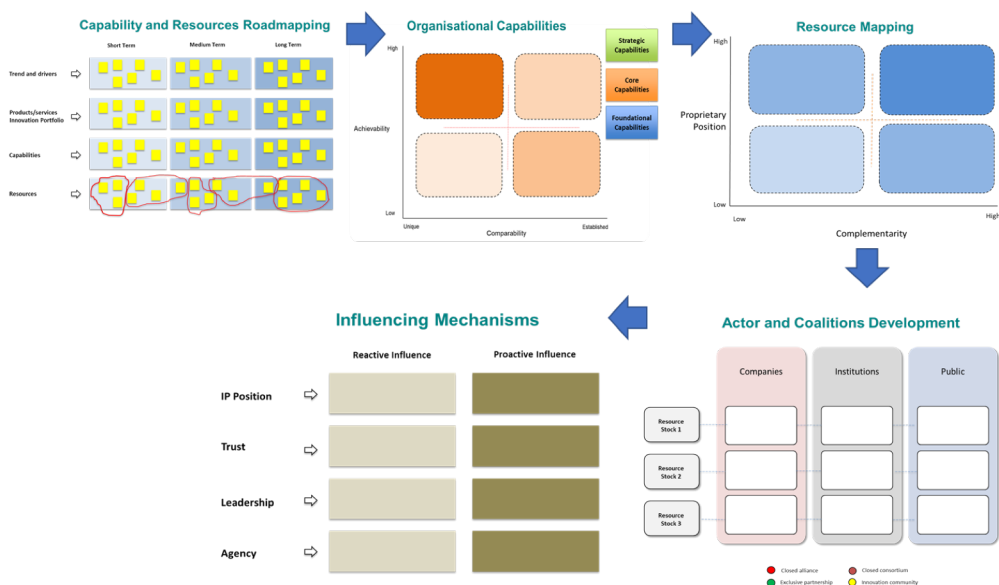 Capability and Resources Roadmapping
Short Term
Medium Term
Long Term
Trend and drivers
Products/services
Innovation Portfolio
Capabilities
Resources
Organisational Capabilities
High
Achievability
Low
Unique
Comparability
Established
Strategic
Capabilities
Core
Capabilities
Foundational
Capabilities
Resource Mapping
High
Proprietary
Position
Low
Low
High
Complementarity
Influencing Mechanisms
Reactive Influence
Proactive Influence
IP Position
Trust
Leadership
Agency
Actor and Coalitions Development
Companies
Institutions
Public
Resource
Stock 1
Resource
Stock 2
Resource
Stock 3
Closed alliance
Closed consortium
Exclusive partnership
Innovation community